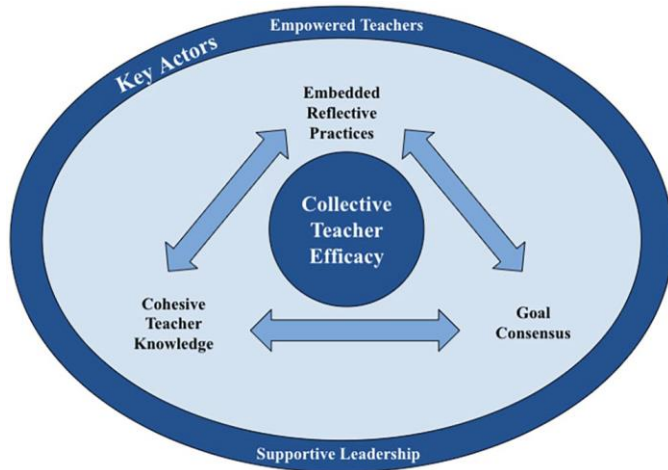 Empowered Teachers
Key Actors
Embedded
Reflective
Practices
Collective
Teacher
Efficacy
Cohesive
Teacher
Knowledge
Goal
Consensus
Supportive Leadership